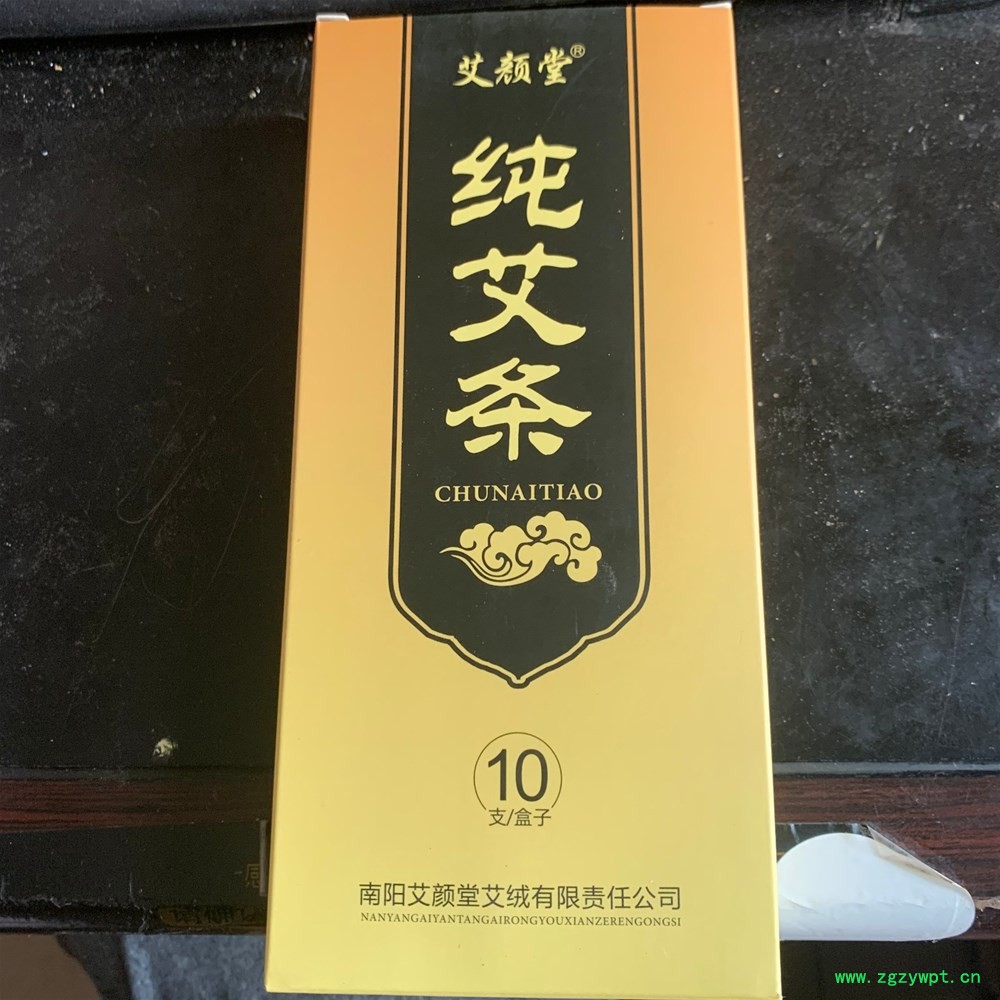 艾颜堂®
纯艾条
CHUNAITIAO
10
支/盒子
南阳艾颜堂艾绒有限责任公司
NANYANGAIYANTANGAIRONGYOUXIANZERENGONGSI
www.zgzywpt.cn